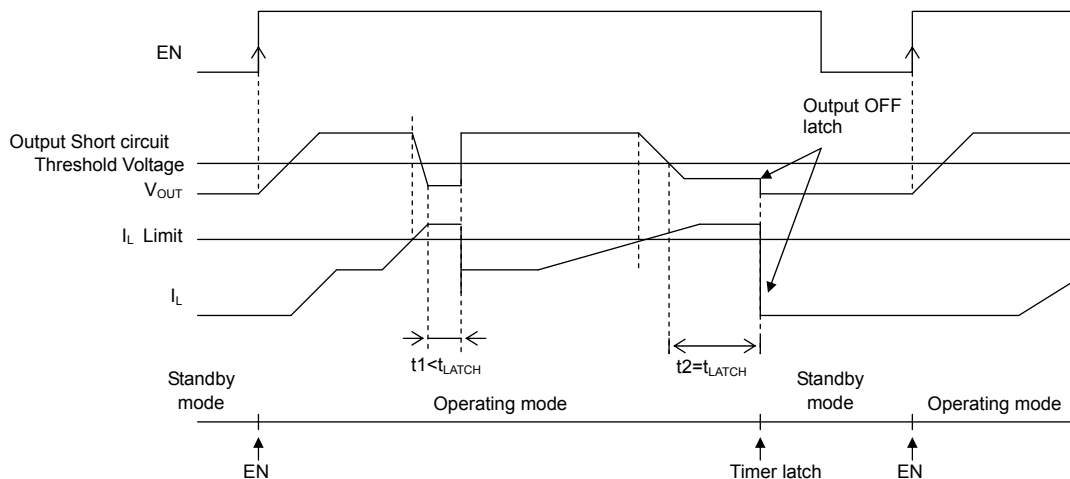 EN
Output OFF
latch
Output Short circuit
Threshold Voltage
VOUT
IL Limit
IL
t1<tLATCH
t2=tLATCH
Standby
mode
Operating mode
Standby
mode
Operating mode
EN
Timer latch
EN